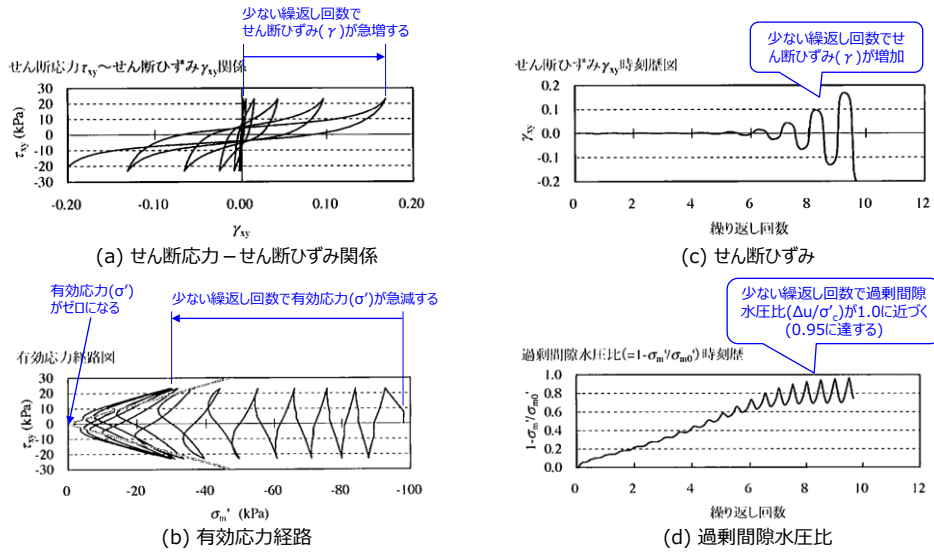 少ない繰返し回数で
せん断ひずみ(γ)が急増する
せん断応力τxy～せん断ひずみγxy関係
30
20
10
0
-10
-20
-30
τxy (kPa)
-0.20
-0.10
0.00
0.10
0.20
γxy
(a) せん断応力－せん断ひずみ関係
少ない繰返し回数でせ
ん断ひずみ(γ)が増加
せん断ひずみγxy時刻歴図
0.2
0.1
0.0
-0.1
-0.2
γxy
0
2
4
6
8
10
12
繰り返し回数
(c) せん断ひずみ
有効応力(σ')
がゼロになる
少ない繰返し回数で有効応力(σ')が急減する
有効応力経路図
30
20
10
0
-10
-20
-30
τxy (kPa)
0
-20
-40
-60
-80
-100
σm' (kPa)
(b) 有効応力経路
少ない繰返し回数で過剰間隙
水圧比(Δu/σ'c)が1.0に近づく
(0.95に達する)
過剰間隙水圧比(=1-σm'/σm0')時刻歴
1.0
0.8
0.6
0.4
0.2
0.0
1-σm'/σm0'
0
2
4
6
8
10
12
繰り返し回数
(d) 過剰間隙水圧比